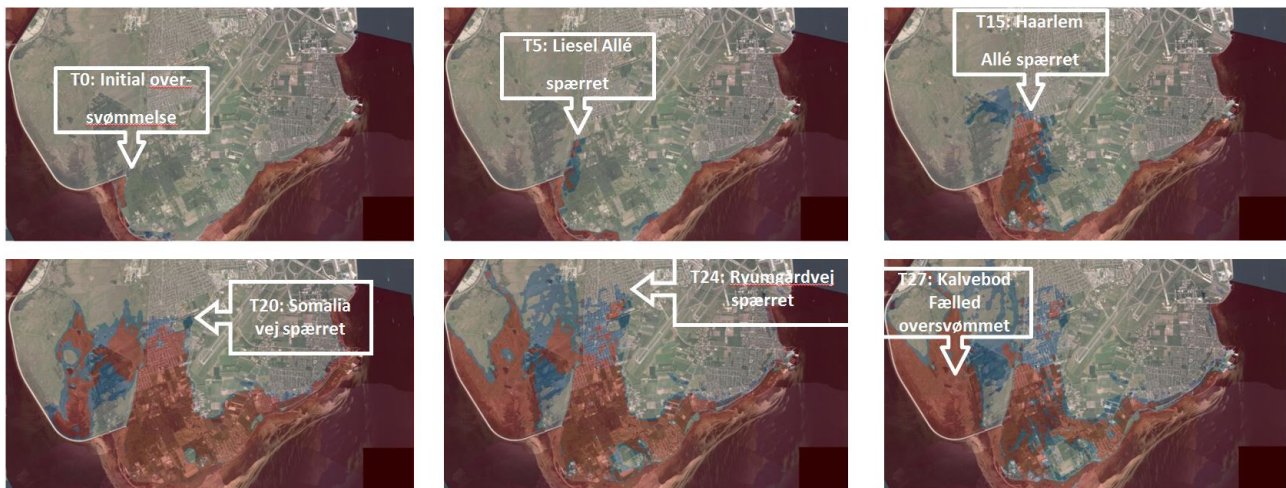 T0: Initial over-
svømmelse
T5: Liesel Allé
spærret
T15: Haarlem
Allé spærret
T20: Somalia
vej spærret
T24: Ryumgårdvej
spærret
T27: Kalvebod
Fælled
oversvømmet